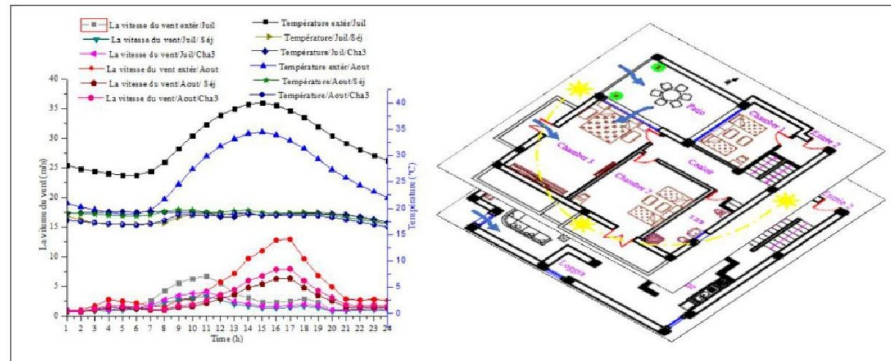 La vitesse du vent extér/Juil
La vitesse du vent/Juil/ Séj
La vitesse du vent/Juil/Cha3
La vitesse du vent extér/Aout
La vitesse du vent/Aout/ Séj
La vitesse du vent/Aout/Cha3
Température extér/Juil
Température/Juil/Séj
Température/Juil/Cha3
Température extér/Aout
Température/Aout/Séj
Température/Aout/Cha3
La vitesse du vent (m/s)
40
35
30
25
20
15
10
5
0
1 2 3 4 5 6 7 8 9 10 11 12 13 14 15 16 17 18 19 20 21 22 23 24
Time (h)
40
35
30
25
20
15
10
5
0
Température (°C)
Patio
Chambre 1
Escale 2
Chambre 3
Couloir
Chambre 2
Loggia